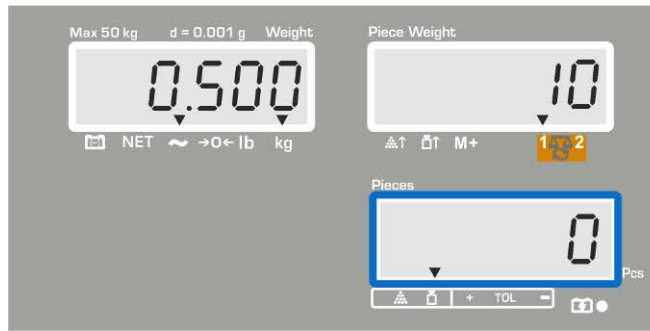 Max 50 kg d = 0.001 g Weight
0.500
NET →0← lb kg
Piece Weight
10
M+ 1 2
Pieces
0
Pcs
+ TOL -